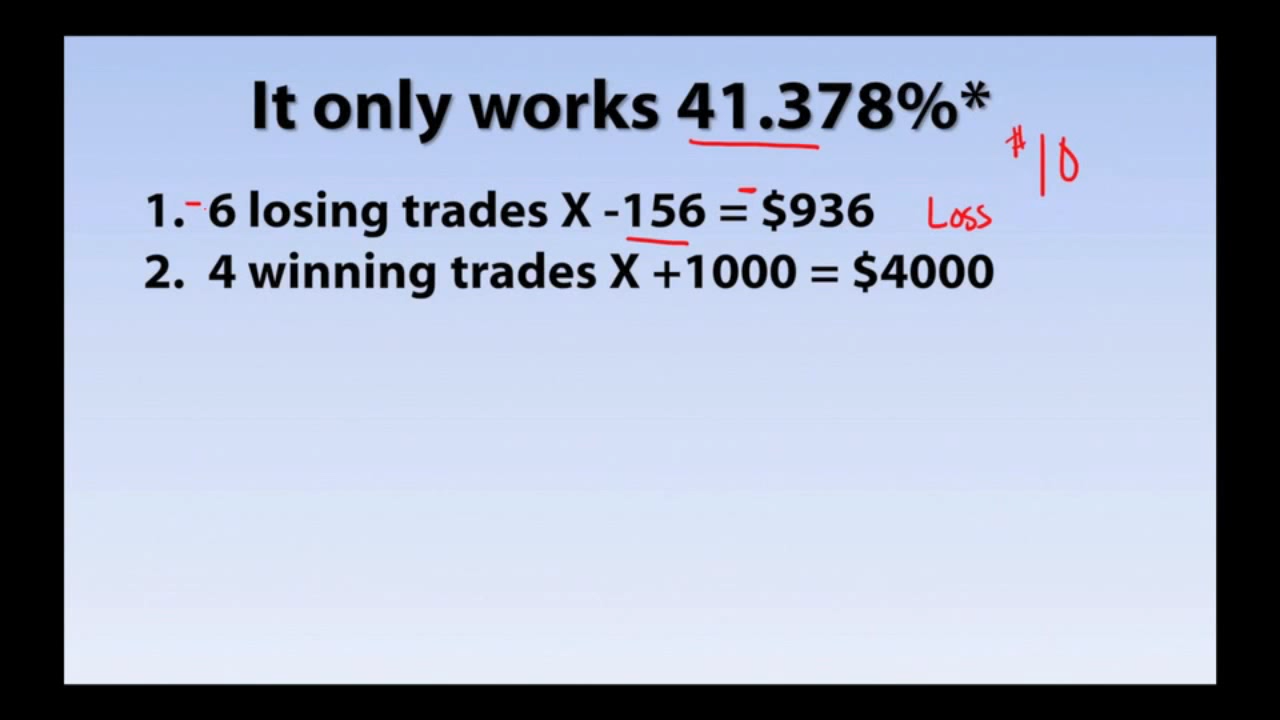 It only works 41.378%*
#10
1. - 6 losing trades X -156 = -$936 Loss
2. 4 winning trades X +1000 = $4000